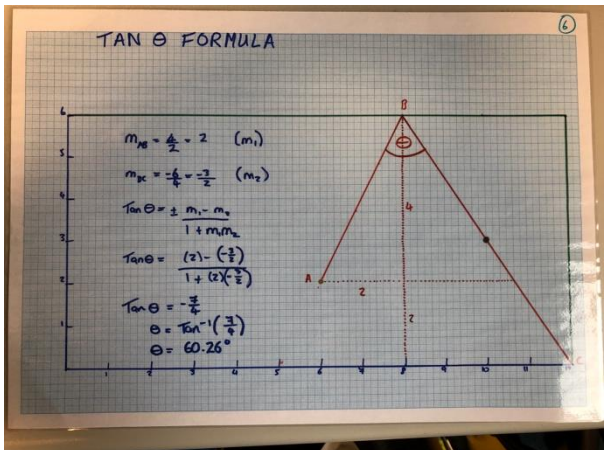 6
TAN θ FORMULA
m_AB = 4/2 = 2 (m₁)
m_BC = -6/4 = -3/2 (m₂)
Tan θ = ± (m₁ - m₂)/(1 + m₁m₂)
Tan θ = ((2) - (-3/2))/(1 + (2)(-3/2))
Tan θ = -7/4
θ = Tan⁻¹(7/4)
θ = 60.26°
B
θ
4
A
2
2
C
6
5
4
3
2
1
1 2 3 4 5 6 7 8 9 10 11